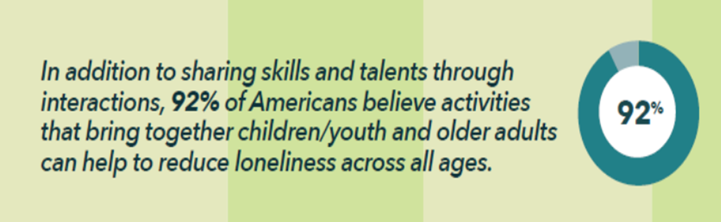 In addition to sharing skills and talents through
interactions, 92% of Americans believe activities
that bring together children/youth and older adults
can help to reduce loneliness across all ages.
92%